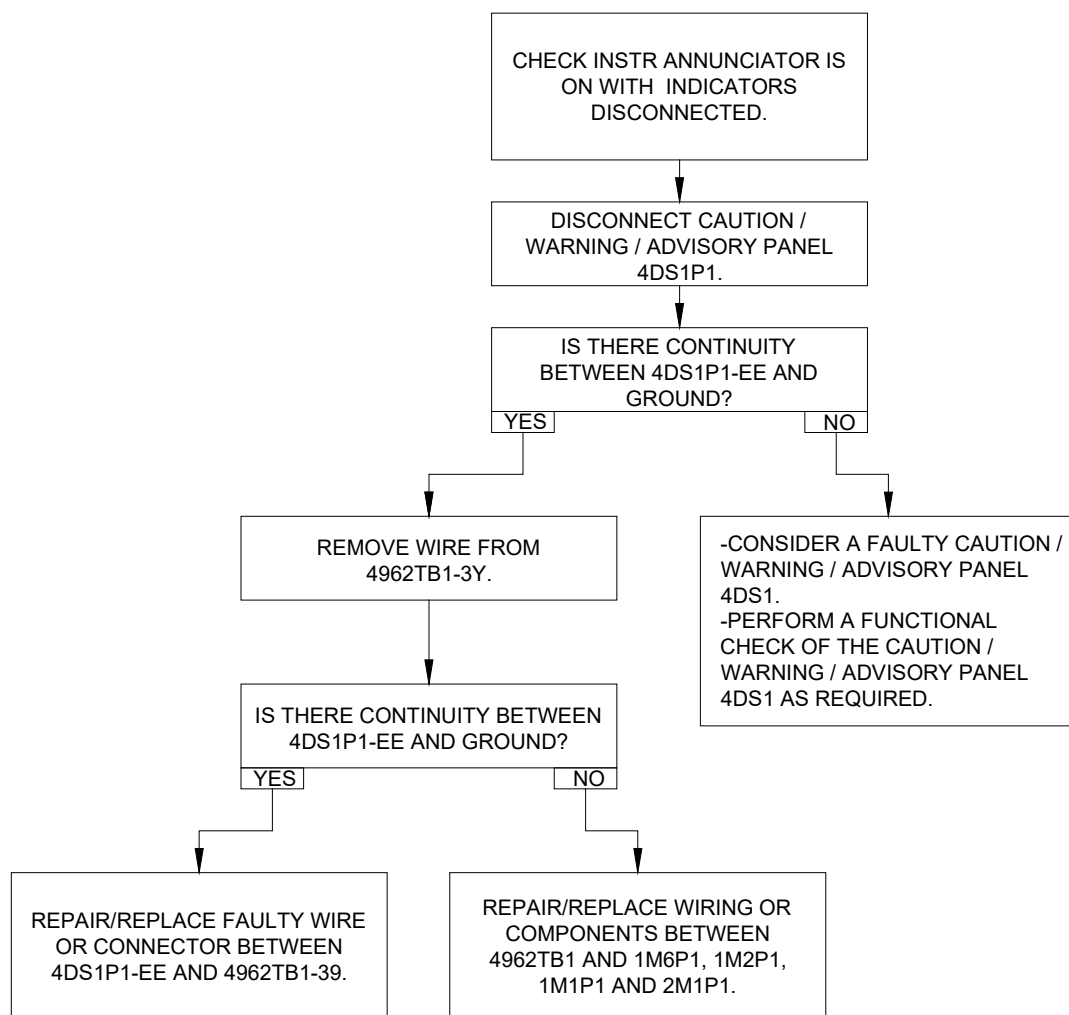 CHECK INSTR ANNUNCIATOR IS
ON WITH INDICATORS
DISCONNECTED.
DISCONNECT CAUTION /
WARNING / ADVISORY PANEL
4DS1P1.
IS THERE CONTINUITY
BETWEEN 4DS1P1-EE AND
GROUND?
YES
NO
REMOVE WIRE FROM
4962TB1-3Y.
-CONSIDER A FAULTY CAUTION /
WARNING / ADVISORY PANEL
4DS1.
-PERFORM A FUNCTIONAL
CHECK OF THE CAUTION /
WARNING / ADVISORY PANEL
4DS1 AS REQUIRED.
IS THERE CONTINUITY BETWEEN
4DS1P1-EE AND GROUND?
YES
NO
REPAIR/REPLACE FAULTY WIRE
OR CONNECTOR BETWEEN
4DS1P1-EE AND 4962TB1-39.
REPAIR/REPLACE WIRING OR
COMPONENTS BETWEEN
4962TB1 AND 1M6P1, 1M2P1,
1M1P1 AND 2M1P1.